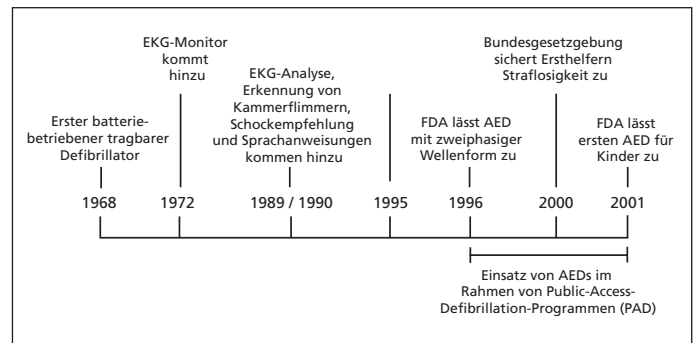 EKG-Monitor
kommt
hinzu
Bundesgesetzgebung
sichert Ersthelfern
Straflosigkeit zu
EKG-Analyse,
Erkennung von
Kammerflimmern,
Schockempfehlung
und Sprachanweisungen
kommen hinzu
Erster batterie-
betriebener tragbarer
Defibrillator
FDA lässt AED
mit zweiphasiger
Wellenform zu
FDA lässt
ersten AED für
Kinder zu
1968 1972 1989 / 1990 1995 1996 2000 2001
Einsatz von AEDs im
Rahmen von Public-Access-
Defibrillation-Programmen (PAD)